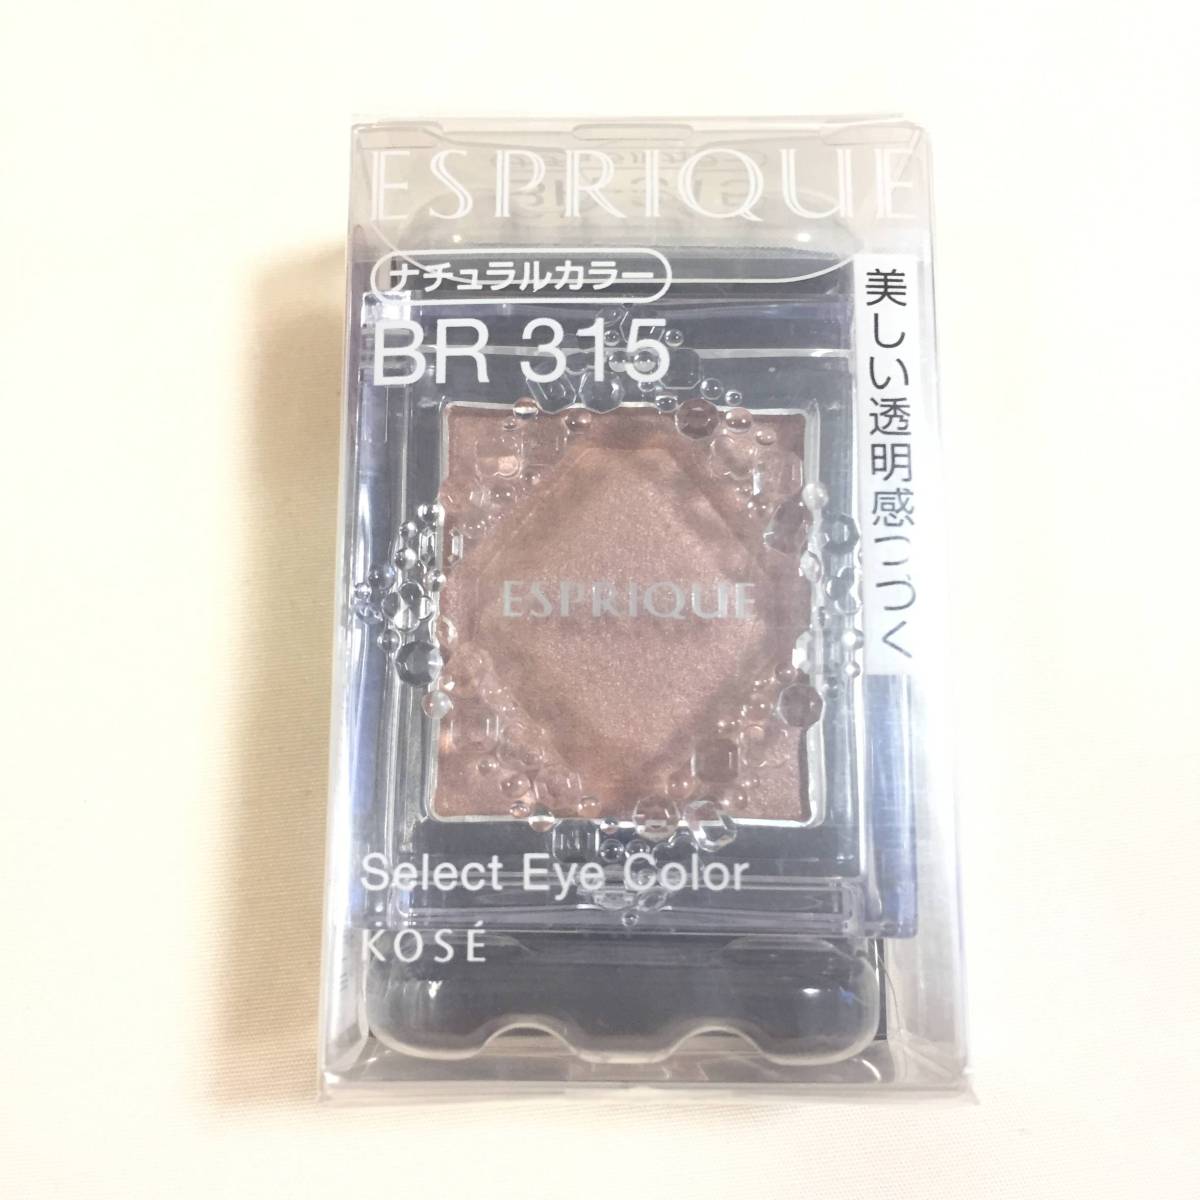 ESPRIQUE
ナチュラルカラー
BR 315
美しい透明感につづく
ESPRIQUE
Select Eye Color
KOSÉ